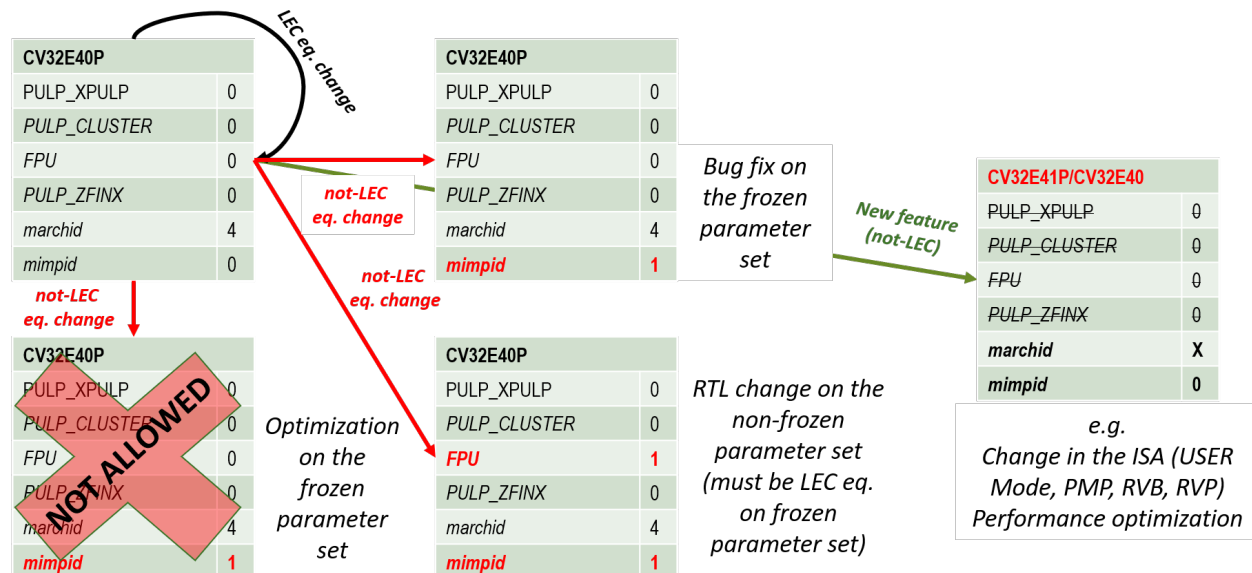 LEC eq. change
CV32E40P
PULP_XPULP 0
PULP_CLUSTER 0
FPU 0
PULP_ZFINX 0
marchid 4
mimpid 0
not-LEC
eq. change
CV32E40P
PULP_XPULP 0
PULP_CLUSTER 0
FPU 0
PULP_ZFINX 0
marchid 4
mimpid 1
not-LEC
eq. change
Bug fix on
the frozen
parameter
set
New feature
(not-LEC)
CV32E41P/CV32E40
PULP_XPULP 0
PULP_CLUSTER 0
FPU 0
PULP_ZFINX 0
marchid X
mimpid 0
e.g.
Change in the ISA (USER
Mode, PMP, RVB, RVP)
Performance optimization
not-LEC
eq. change
CV32E40P
PULP_XPULP 0
PULP_CLUSTER 0
FPU 0
PULP_ZFINX 0
marchid 4
mimpid 1
NOT ALLOWED
Optimization
on the
frozen
parameter
set
CV32E40P
PULP_XPULP 0
PULP_CLUSTER 0
FPU 1
PULP_ZFINX 0
marchid 4
mimpid 1
RTL change on the
non-frozen
parameter set
(must be LEC eq.
on frozen
parameter set)